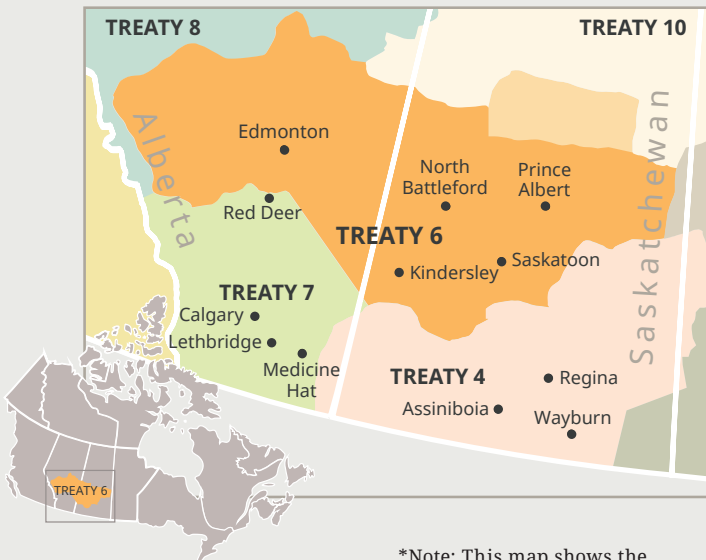 TREATY 8
TREATY 10
Alberta
Saskatchewan
Edmonton
North
Battleford
Prince
Albert
Red Deer
TREATY 6
Saskatoon
Kindersley
TREATY 7
Calgary
Lethbridge
Medicine
Hat
TREATY 4
Regina
Assiniboia
Wayburn
TREATY 6
*Note: This map shows the